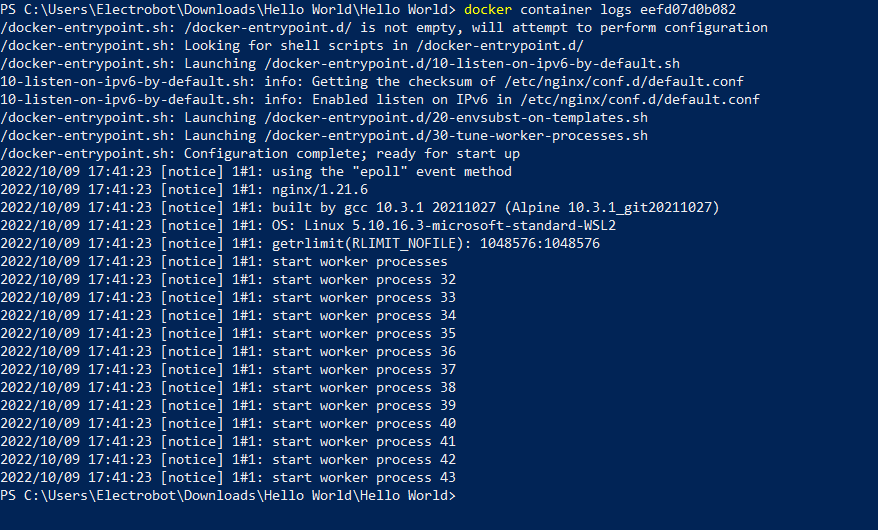 PS C:\Users\Electrobot\Downloads\Hello World\Hello World> docker container logs eefd07d0b082
/docker-entrypoint.sh: /docker-entrypoint.d/ is not empty, will attempt to perform configuration
/docker-entrypoint.sh: Looking for shell scripts in /docker-entrypoint.d/
/docker-entrypoint.sh: Launching /docker-entrypoint.d/10-listen-on-ipv6-by-default.sh
10-listen-on-ipv6-by-default.sh: info: Getting the checksum of /etc/nginx/conf.d/default.conf
10-listen-on-ipv6-by-default.sh: info: Enabled listen on IPv6 in /etc/nginx/conf.d/default.conf
/docker-entrypoint.sh: Launching /docker-entrypoint.d/20-envsubst-on-templates.sh
/docker-entrypoint.sh: Launching /docker-entrypoint.d/30-tune-worker-processes.sh
/docker-entrypoint.sh: Configuration complete; ready for start up
2022/10/09 17:41:23 [notice] 1#1: using the "epoll" event method
2022/10/09 17:41:23 [notice] 1#1: nginx/1.21.6
2022/10/09 17:41:23 [notice] 1#1: built by gcc 10.3.1 20211027 (Alpine 10.3.1_git20211027)
2022/10/09 17:41:23 [notice] 1#1: OS: Linux 5.10.16.3-microsoft-standard-WSL2
2022/10/09 17:41:23 [notice] 1#1: getrlimit(RLIMIT_NOFILE): 1048576:1048576
2022/10/09 17:41:23 [notice] 1#1: start worker processes
2022/10/09 17:41:23 [notice] 1#1: start worker process 32
2022/10/09 17:41:23 [notice] 1#1: start worker process 33
2022/10/09 17:41:23 [notice] 1#1: start worker process 34
2022/10/09 17:41:23 [notice] 1#1: start worker process 35
2022/10/09 17:41:23 [notice] 1#1: start worker process 36
2022/10/09 17:41:23 [notice] 1#1: start worker process 37
2022/10/09 17:41:23 [notice] 1#1: start worker process 38
2022/10/09 17:41:23 [notice] 1#1: start worker process 39
2022/10/09 17:41:23 [notice] 1#1: start worker process 40
2022/10/09 17:41:23 [notice] 1#1: start worker process 41
2022/10/09 17:41:23 [notice] 1#1: start worker process 42
2022/10/09 17:41:23 [notice] 1#1: start worker process 43
PS C:\Users\Electrobot\Downloads\Hello World\Hello World>